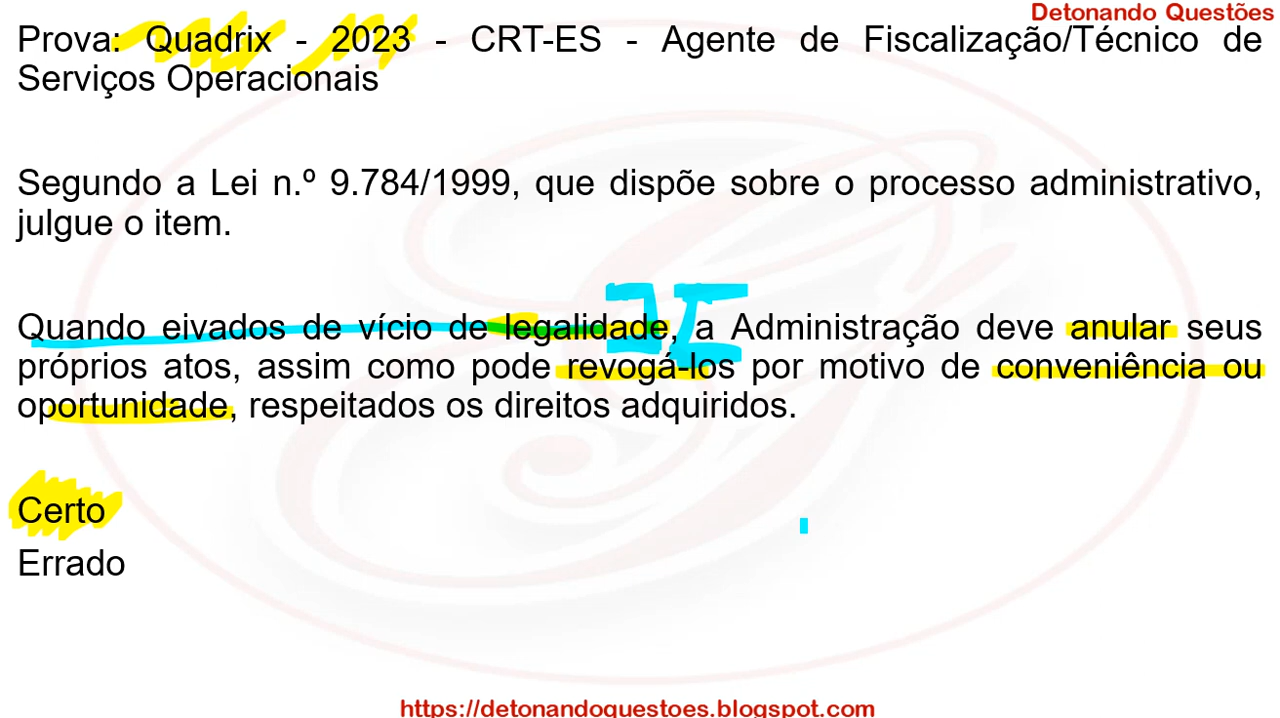 Detonando Questões
Prova: Quadrix - 2023 - CRT-ES - Agente de Fiscalização/Técnico de
Serviços Operacionais
Segundo a Lei n.º 9.784/1999, que dispõe sobre o processo administrativo,
julgue o item.
Quando eivados de vício de legalidade, a Administração deve anular seus
próprios atos, assim como pode revogá-los por motivo de conveniência ou
oportunidade, respeitados os direitos adquiridos.
Certo
Errado
https://detonandoquestoes.blogspot.com